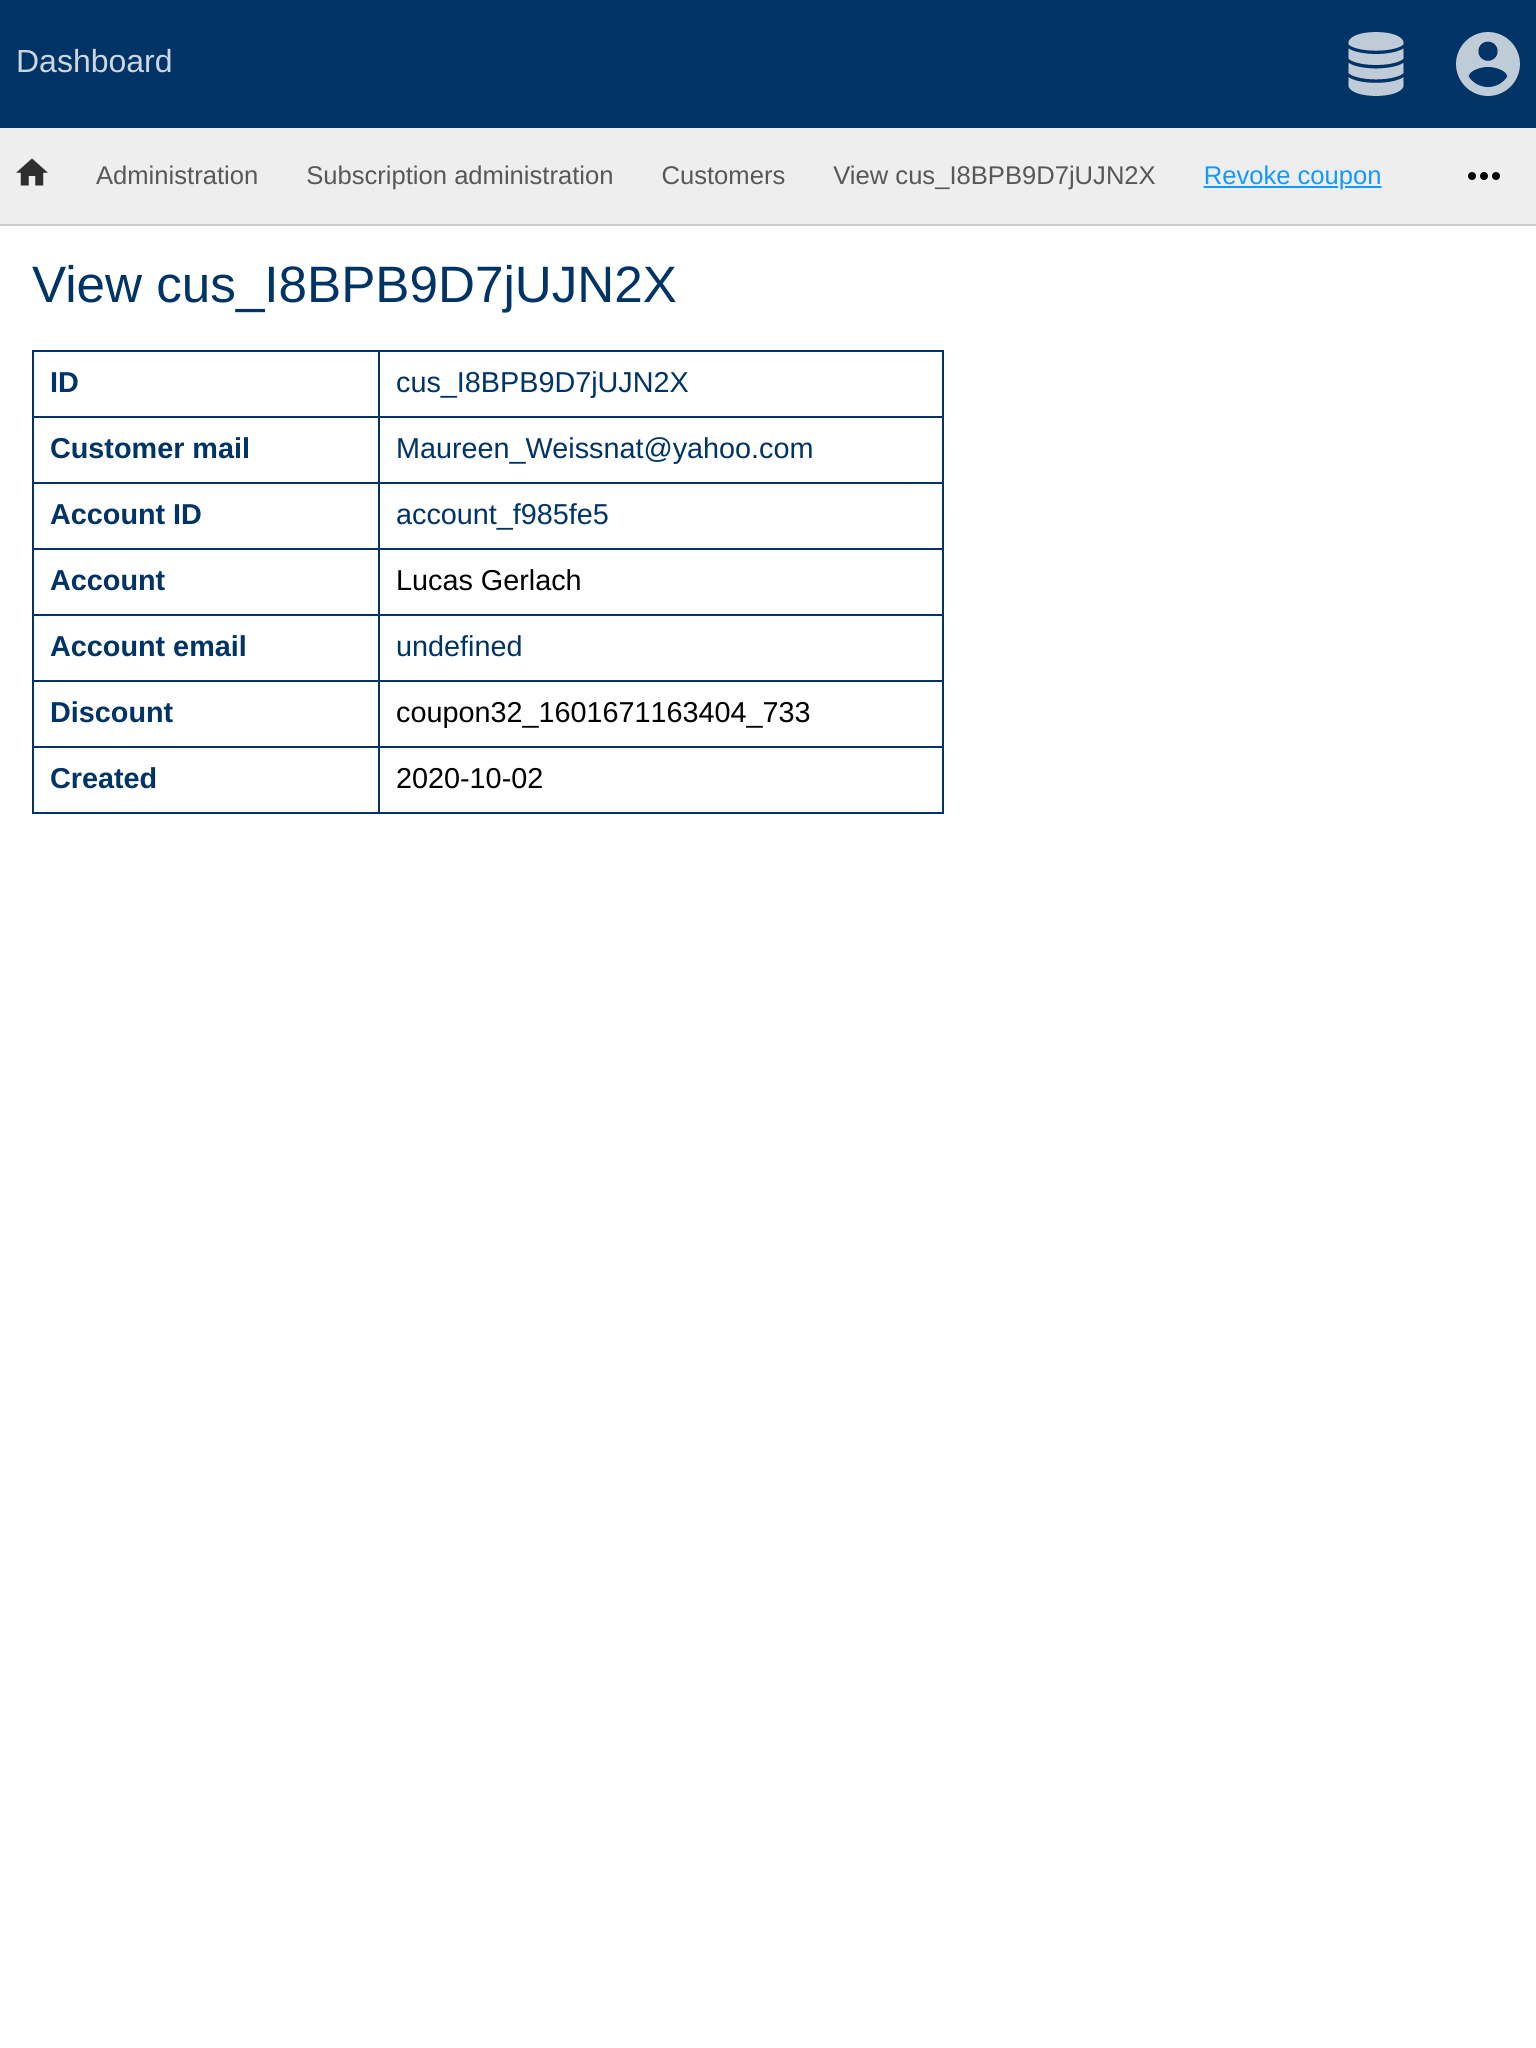 Dashboard
Administration Subscription administration Customers View cus_I8BPB9D7jUJN2X Revoke coupon
View cus_I8BPB9D7jUJN2X
ID cus_I8BPB9D7jUJN2X
Customer mail Maureen_Weissnat@yahoo.com
Account ID account_f985fe5
Account Lucas Gerlach
Account email undefined
Discount coupon32_1601671163404_733
Created 2020-10-02